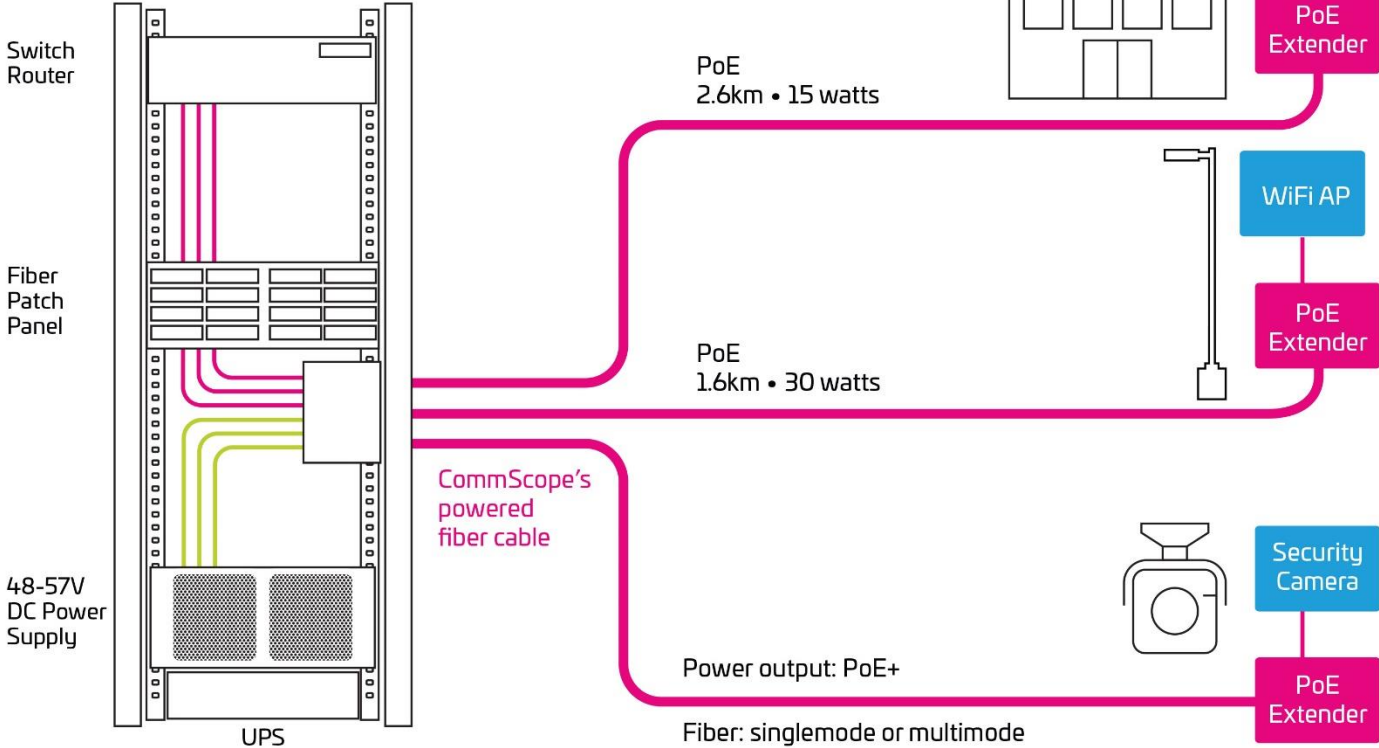 Switch
Router
Fiber
Patch
Panel
48-57V
DC Power
Supply
UPS
CommScope's
powered
fiber cable
PoE
2.6km • 15 watts
PoE
Extender
WiFi AP
PoE
Extender
PoE
1.6km • 30 watts
Security
Camera
PoE
Extender
Power output: PoE+
Fiber: singlemode or multimode